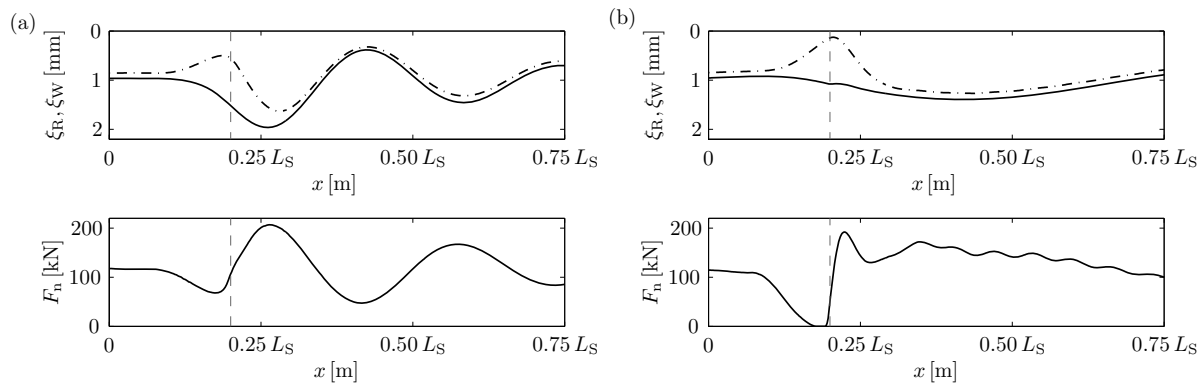 (a)
0
1
2
ξR, ξW [mm]
0
0.25 LS
0.50 LS
0.75 LS
x [m]
200
100
0
Fn [kN]
0
0.25 LS
0.50 LS
0.75 LS
x [m]
(b)
0
1
2
ξR, ξW [mm]
0
0.25 LS
0.50 LS
0.75 LS
x [m]
200
100
0
Fn [kN]
0
0.25 LS
0.50 LS
0.75 LS
x [m]